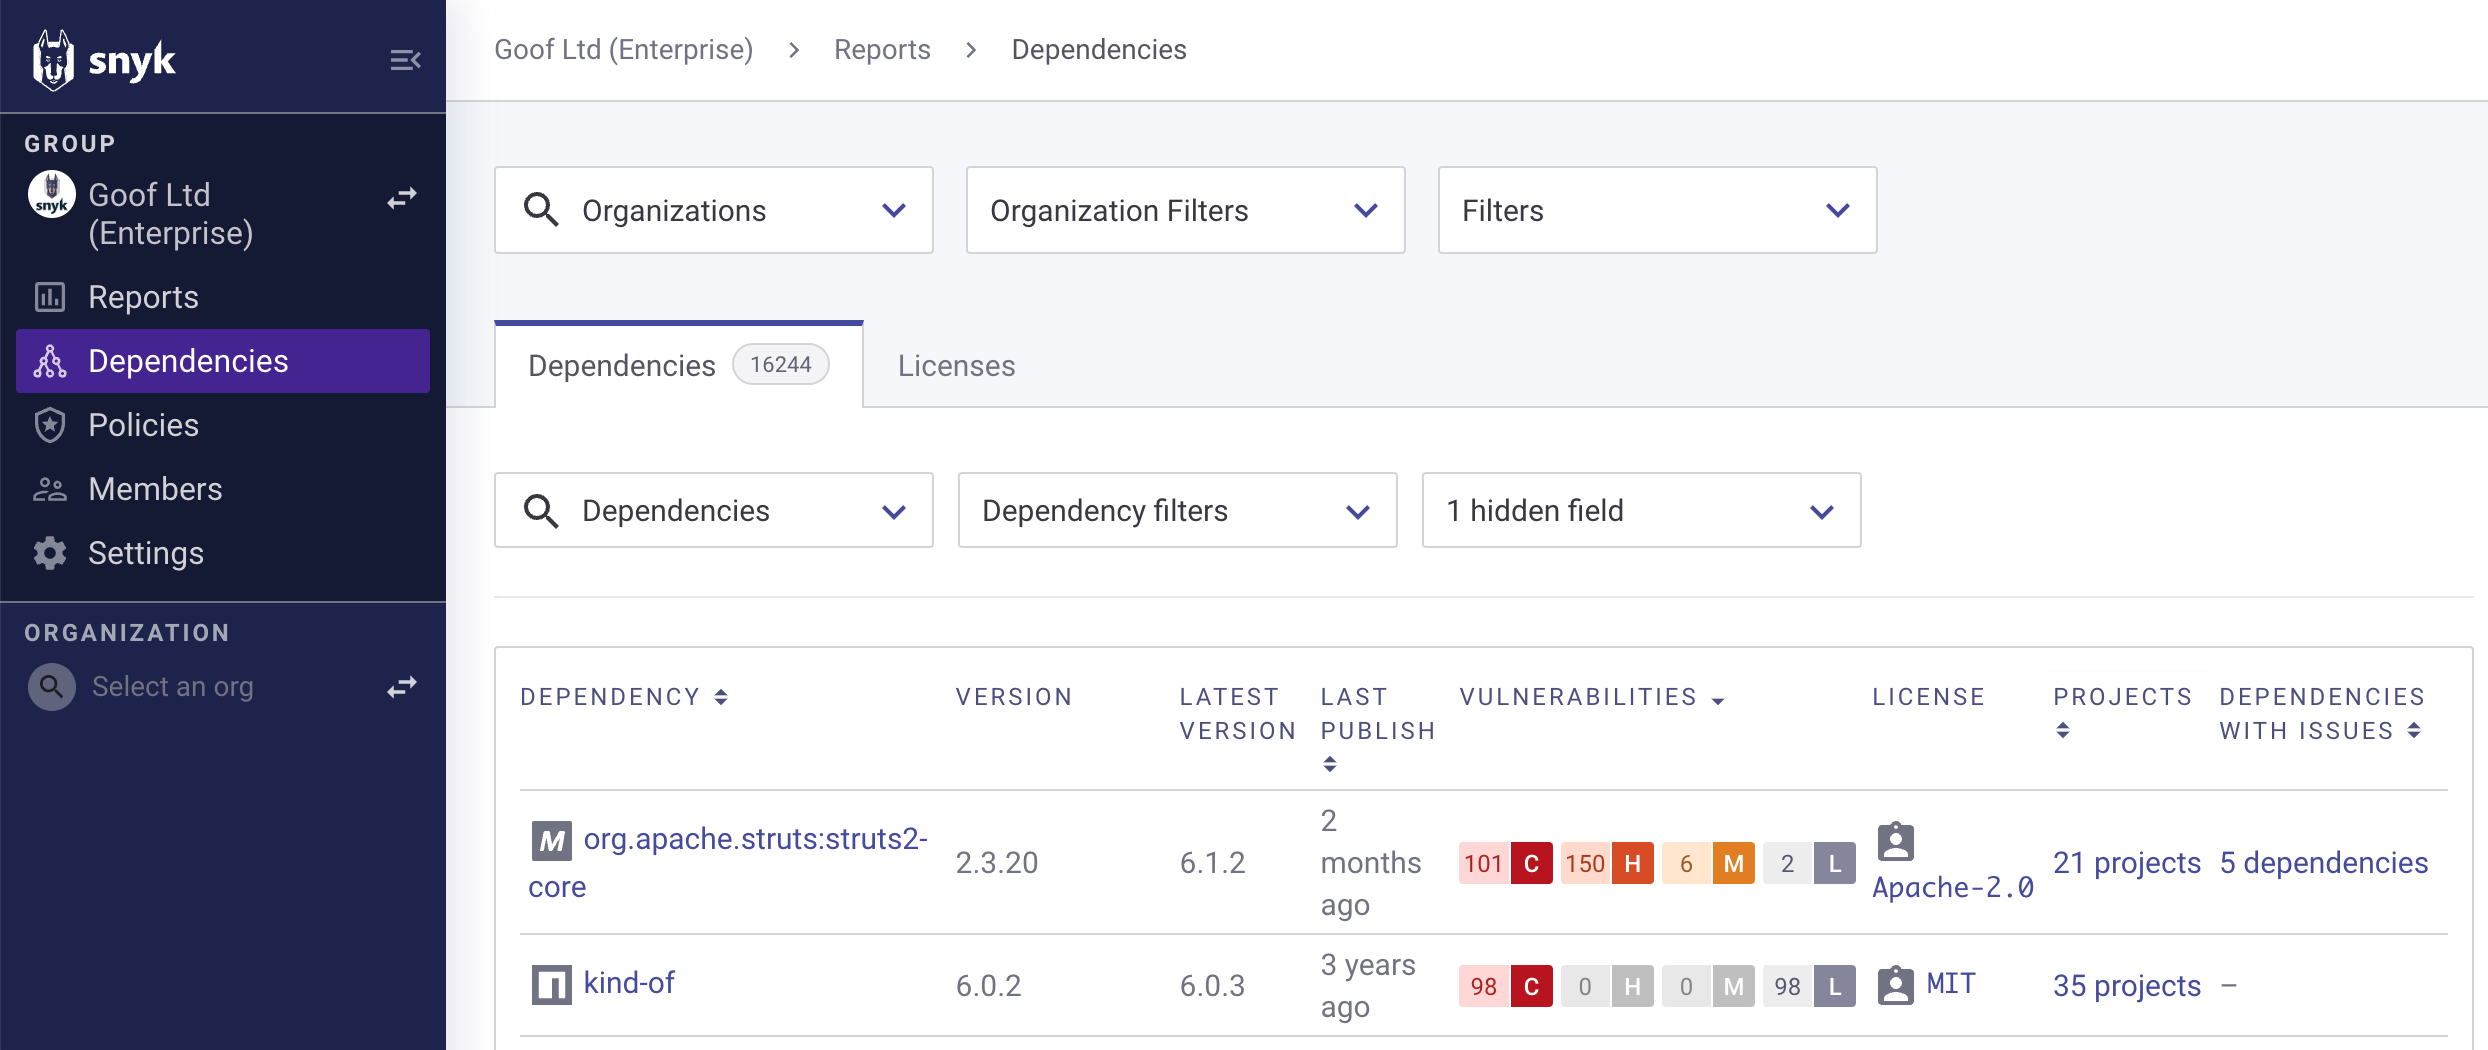 snyk
GROUP
snyk
Goof Ltd
(Enterprise)
Reports
Dependencies
Policies
Members
Settings
ORGANIZATION
Select an org
Goof Ltd (Enterprise) > Reports > Dependencies
Organizations
Organization Filters
Filters
Dependencies 16244
Licenses
Dependencies
Dependency filters
1 hidden field
DEPENDENCY
VERSION
LATEST
VERSION
LAST
PUBLISH
VULNERABILITIES
LICENSE
PROJECTS
DEPENDENCIES
WITH ISSUES
M org.apache.struts:struts2-
core
2.3.20
6.1.2
2
months
ago
101 C 150 H 6 M 2 L
Apache-2.0
21 projects
5 dependencies
kind-of
6.0.2
6.0.3
3 years
ago
98 C 0 H 0 M 98 L
MIT
35 projects
–